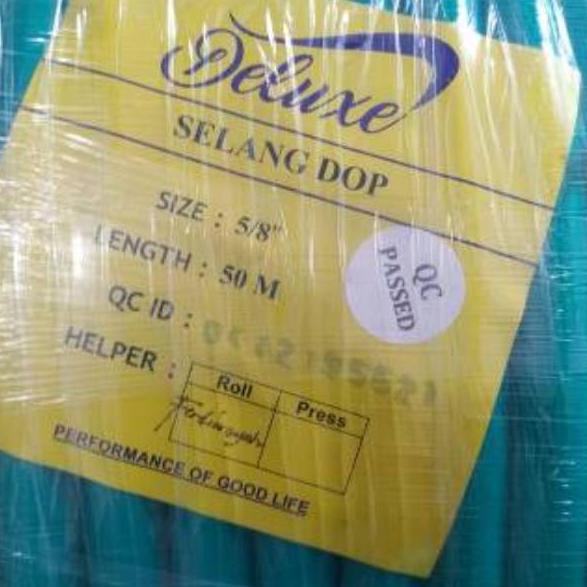 Deluxe
SELANG DOP
SIZE : 5/8"
LENGTH : 50 M
QC PASSED
QC ID :
HELPER :
Roll Press
PERFORMANCE OF GOOD LIFE